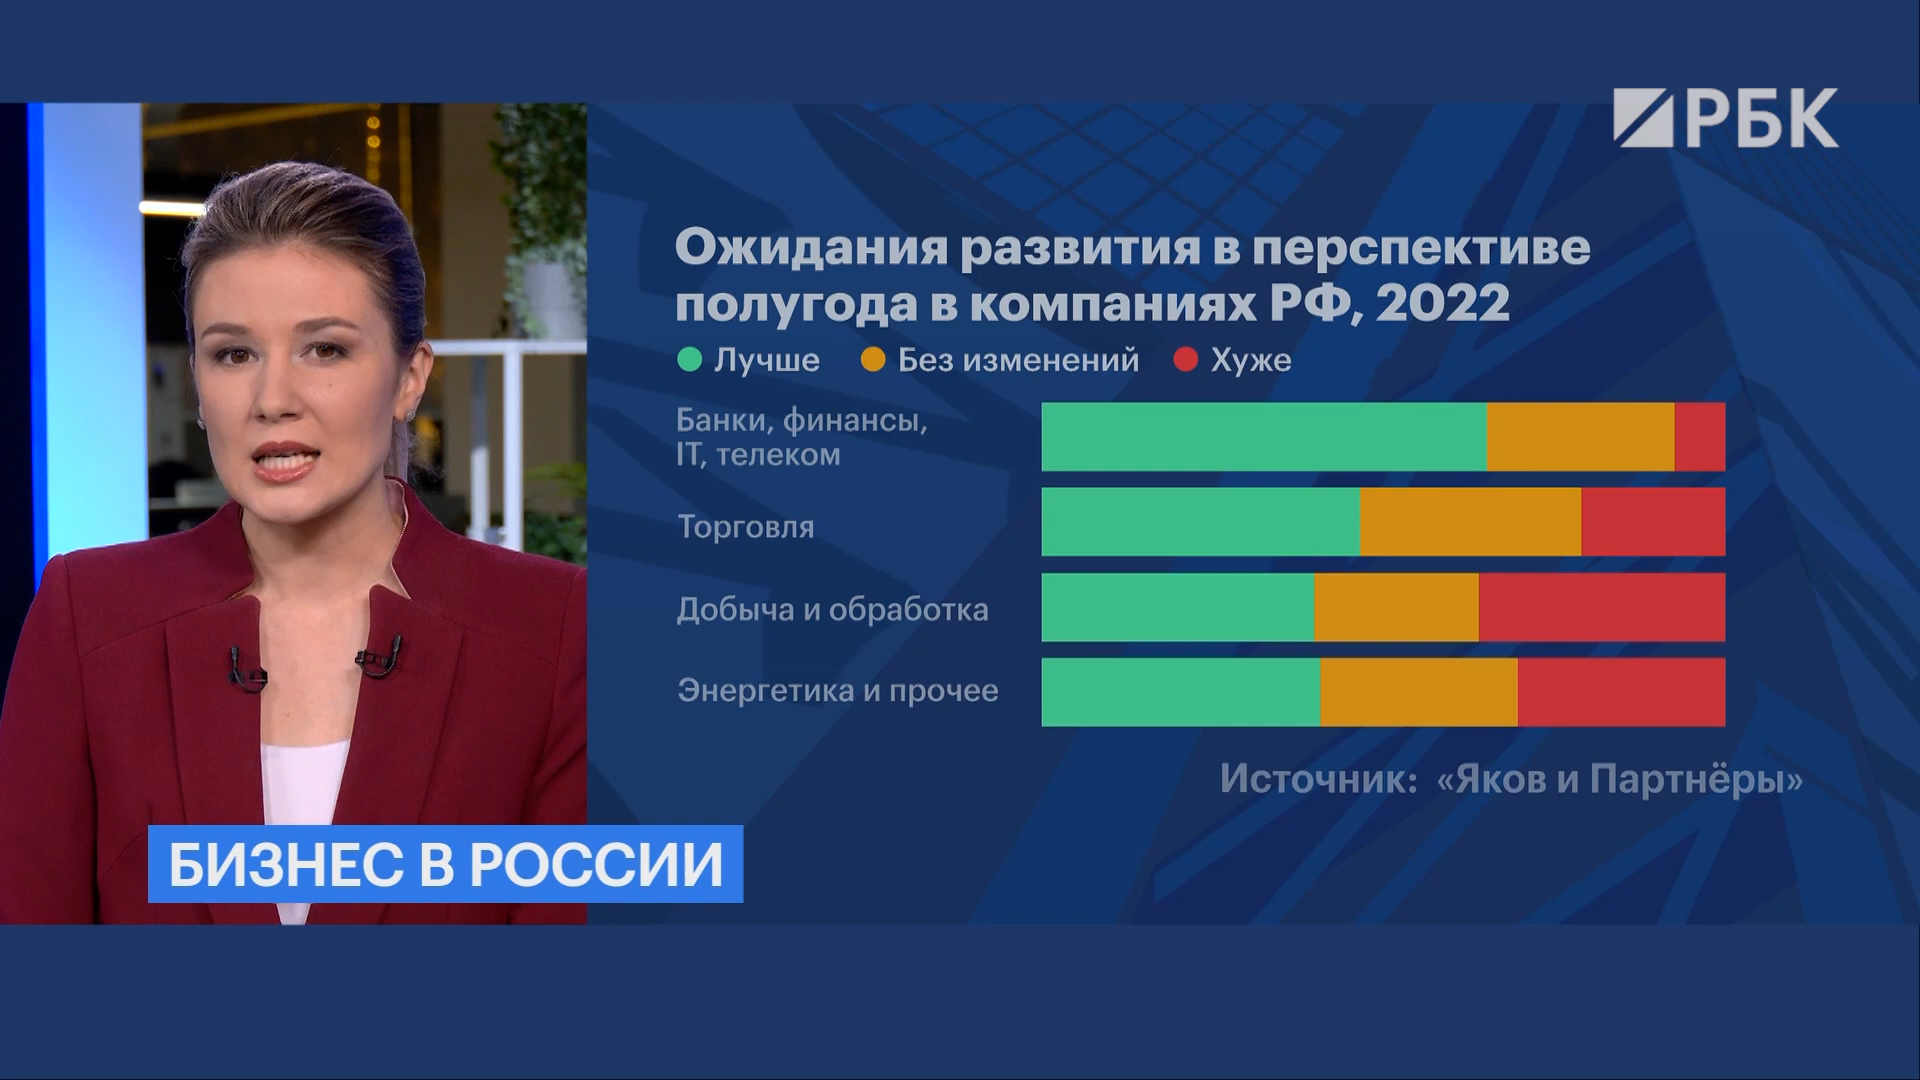 РБК
Ожидания развития в перспективе
полугода в компаниях РФ, 2022
Лучше Без изменений Хуже
Банки, финансы,
IT, телеком
Торговля
Добыча и обработка
Энергетика и прочее
Источник: «Яков и Партнёры»
БИЗНЕС В РОССИИ